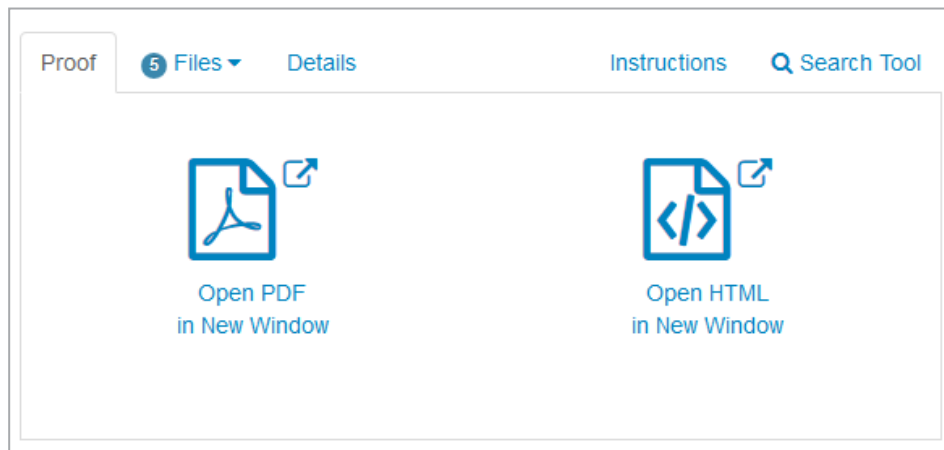 Proof 5 Files Details Instructions Search Tool
Open PDF
in New Window
Open HTML
in New Window